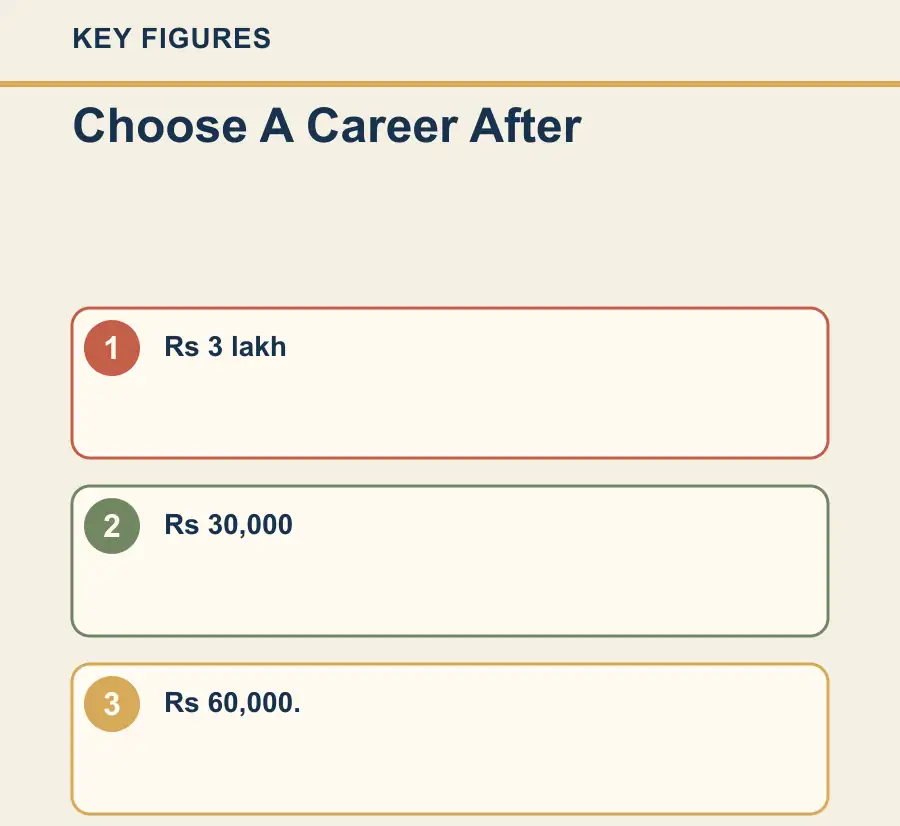 KEY FIGURES
Choose A Career After
1
Rs 3 lakh
2
Rs 30,000
3
Rs 60,000.